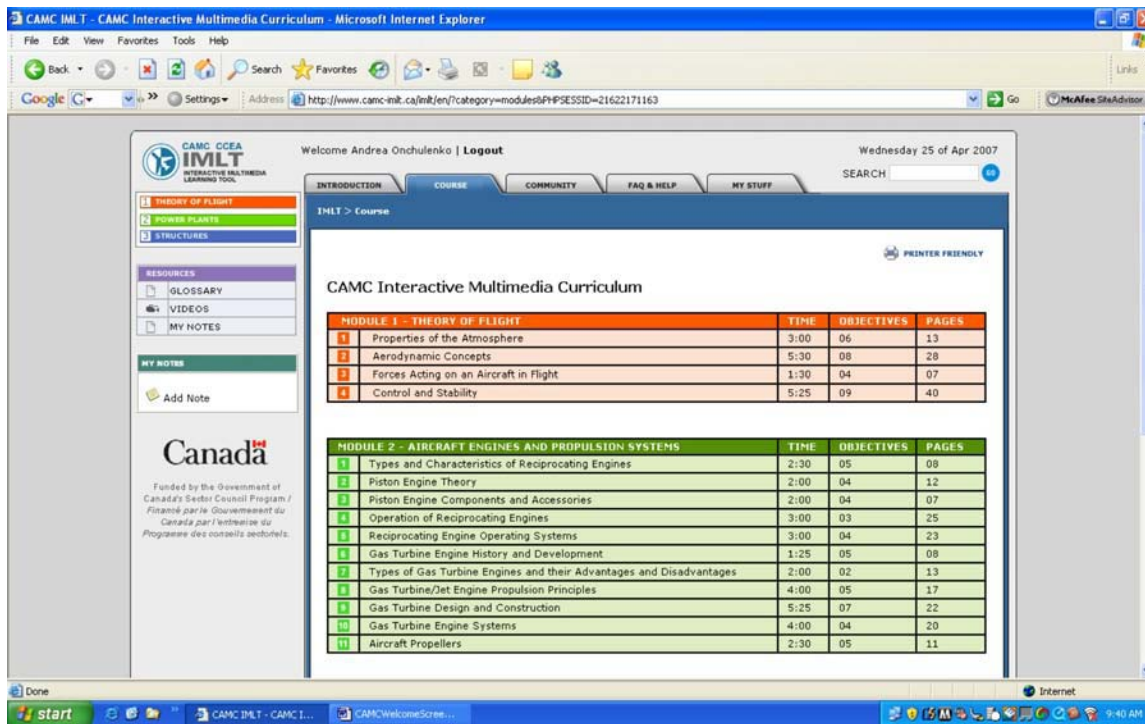 CAMC IMLT - CAMC Interactive Multimedia Curriculum - Microsoft Internet Explorer
File Edit View Favorites Tools Help
Back Search Favorites Links
Google G Settings Address http://www.camc-imlt.ca/imlt/en/?category=modules&PHPSESSID=21622171163 Go McAfee SiteAdvisor
CAMC CCEA
IMLT
INTERACTIVE MULTIMEDIA
LEARNING TOOL
Welcome Andrea Onchulenko | Logout
Wednesday 25 of Apr 2007
SEARCH GO
INTRODUCTION COURSE COMMUNITY FAQ & HELP MY STUFF
1 THEORY OF FLIGHT
2 POWER PLANTS
3 STRUCTURES
IMLT > Course
RESOURCES
GLOSSARY
VIDEOS
MY NOTES
MY NOTES
Add Note
Canada
Funded by the Government of
Canada's Sector Council Program /
Financé par le Gouvernement du
Canada par l'entremise du
Programme des conseils sectoriels.
PRINTER FRIENDLY
CAMC Interactive Multimedia Curriculum
MODULE 1 - THEORY OF FLIGHT TIME OBJECTIVES PAGES
1 Properties of the Atmosphere 3:00 06 13
2 Aerodynamic Concepts 5:30 08 28
3 Forces Acting on an Aircraft in Flight 1:30 04 07
4 Control and Stability 5:25 09 40
MODULE 2 - AIRCRAFT ENGINES AND PROPULSION SYSTEMS TIME OBJECTIVES PAGES
1 Types and Characteristics of Reciprocating Engines 2:30 05 08
2 Piston Engine Theory 2:00 04 12
3 Piston Engine Components and Accessories 2:00 04 07
4 Operation of Reciprocating Engines 3:00 03 25
5 Reciprocating Engine Operating Systems 3:00 04 23
6 Gas Turbine Engine History and Development 1:25 05 08
7 Types of Gas Turbine Engines and their Advantages and Disadvantages 2:00 02 13
8 Gas Turbine/Jet Engine Propulsion Principles 4:00 05 17
9 Gas Turbine Design and Construction 5:25 07 22
10 Gas Turbine Engine Systems 4:00 04 20
11 Aircraft Propellers 2:30 05 11
Done Internet
start CAMC IMLT - CAMC I... CAMCWelcomeScree... 9:40 AM